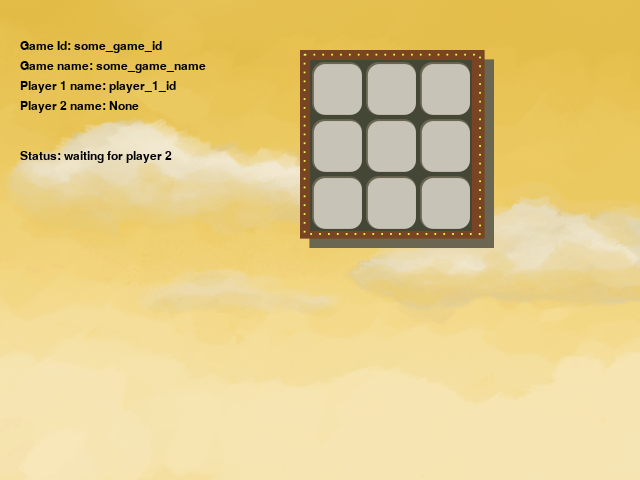 Game Id: some_game_id
Game name: some_game_name
Player 1 name: player_1_id
Player 2 name: None
Status: waiting for player 2